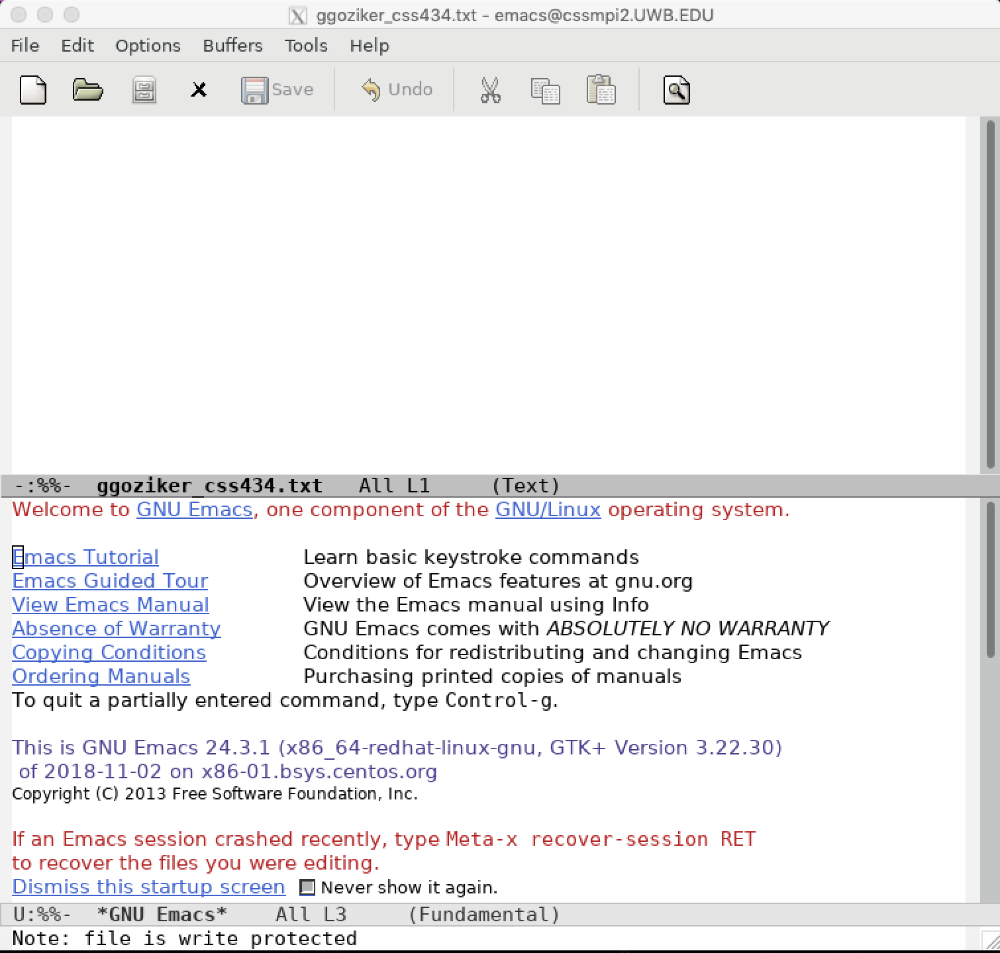 ggoziker_css434.txt - emacs@cssmpi2.UWB.EDU
File Edit Options Buffers Tools Help
Save Undo
-:%%-  ggoziker_css434.txt   All L1     (Text)
Welcome to GNU Emacs, one component of the GNU/Linux operating system.
Emacs Tutorial Learn basic keystroke commands
Emacs Guided Tour Overview of Emacs features at gnu.org
View Emacs Manual View the Emacs manual using Info
Absence of Warranty GNU Emacs comes with ABSOLUTELY NO WARRANTY
Copying Conditions Conditions for redistributing and changing Emacs
Ordering Manuals Purchasing printed copies of manuals
To quit a partially entered command, type Control-g.
This is GNU Emacs 24.3.1 (x86_64-redhat-linux-gnu, GTK+ Version 3.22.30)
of 2018-11-02 on x86-01.bsys.centos.org
Copyright (C) 2013 Free Software Foundation, Inc.
If an Emacs session crashed recently, type Meta-x recover-session RET
to recover the files you were editing.
Dismiss this startup screen Never show it again.
U:%%-  *GNU Emacs*    All L3     (Fundamental)
Note: file is write protected